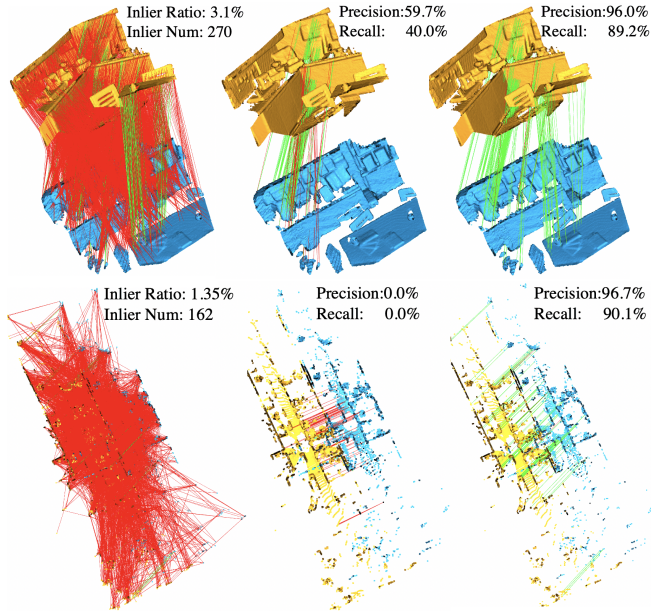 Inlier Ratio: 3.1%
Inlier Num: 270
Precision:59.7%
Recall: 40.0%
Precision:96.0%
Recall: 89.2%
Inlier Ratio: 1.35%
Inlier Num: 162
Precision:0.0%
Recall: 0.0%
Precision:96.7%
Recall: 90.1%